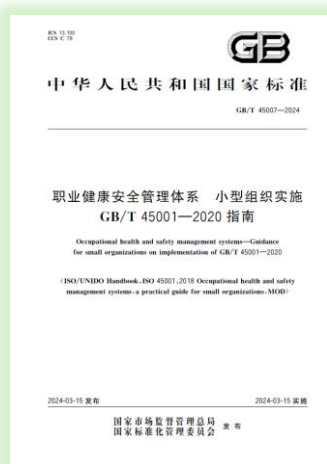 ICS 13.100
CCS C 78
GB
中华人民共和国国家标准
GB/T 45007—2024
职业健康安全管理体系 小型组织实施
GB/T 45001—2020 指南
Occupational health and safety management systems—Guidance
for small organizations on implementation of GB/T 45001—2020
(ISO/UNIDO Handbook, ISO 45001:2018 Occupational health and safety
management systems-a practical guide for small organizations, MOD)
2024-03-15 发布
2024-03-15 实施
国家市场监督管理总局
国家标准化管理委员会
发布